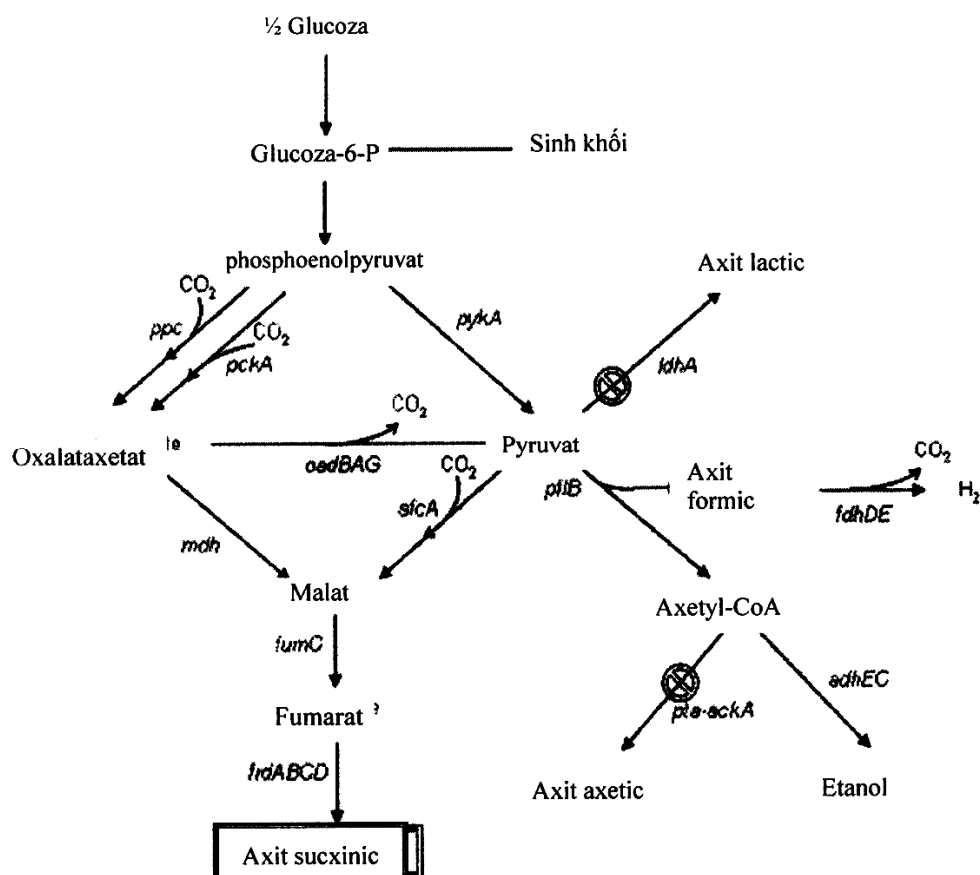 ½ Glucoza
Glucoza-6-P
Sinh khối
phosphoenolpyruvat
Axit lactic
CO2
ppc
CO2
pckA
pykA
ldhA
CO2
Oxalataxetat
Pyruvat
oadBAG
CO2
sfcA
pflB
Axit
formic
CO2
H2
fdhDE
mdh
Malat
Axetyl-CoA
fumC
adhEC
pta-ackA
Fumarat
frdABCD
Axit axetic
Etanol
Axit sucxinic